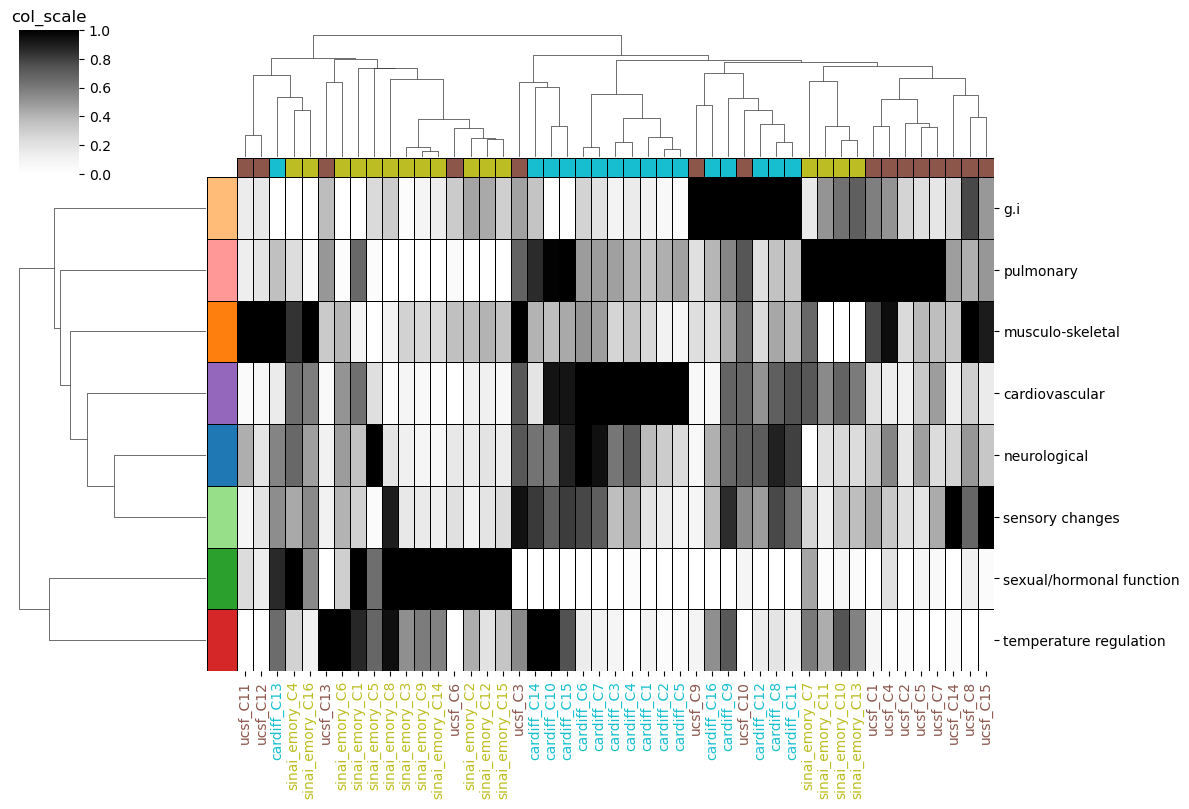 col_scale
1.0
0.8
0.6
0.4
0.2
0.0
g.i
pulmonary
musculo-skeletal
cardiovascular
neurological
sensory changes
sexual/hormonal function
temperature regulation
ucsf_C11
ucsf_C12
cardiff_C13
sinai_emory_C4
sinai_emory_C16
ucsf_C13
sinai_emory_C6
sinai_emory_C1
sinai_emory_C5
sinai_emory_C8
sinai_emory_C3
sinai_emory_C9
sinai_emory_C14
ucsf_C6
sinai_emory_C2
sinai_emory_C12
sinai_emory_C15
ucsf_C3
cardiff_C14
cardiff_C10
cardiff_C15
cardiff_C6
cardiff_C7
cardiff_C3
cardiff_C4
cardiff_C1
cardiff_C2
cardiff_C5
ucsf_C9
cardiff_C16
cardiff_C9
ucsf_C10
cardiff_C12
cardiff_C8
cardiff_C11
sinai_emory_C7
sinai_emory_C11
sinai_emory_C10
sinai_emory_C13
ucsf_C1
ucsf_C4
ucsf_C2
ucsf_C5
ucsf_C7
ucsf_C14
ucsf_C8
ucsf_C15